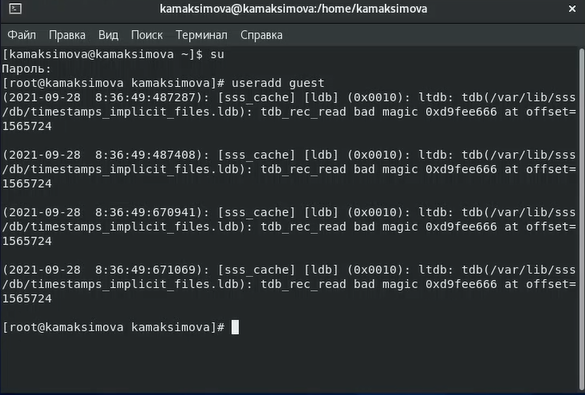 kamaksimova@kamaksimova:/home/kamaksimova
Файл Правка Вид Поиск Терминал Справка
[kamaksimova@kamaksimova ~]$ su
Пароль:
[root@kamaksimova kamaksimova]# useradd guest
(2021-09-28  8:36:49:487287): [sss_cache] [ldb] (0x0010): ltdb: tdb(/var/lib/sss
/db/timestamps_implicit_files.ldb): tdb_rec_read bad magic 0xd9fee666 at offset=
1565724
(2021-09-28  8:36:49:487408): [sss_cache] [ldb] (0x0010): ltdb: tdb(/var/lib/sss
/db/timestamps_implicit_files.ldb): tdb_rec_read bad magic 0xd9fee666 at offset=
1565724
(2021-09-28  8:36:49:670941): [sss_cache] [ldb] (0x0010): ltdb: tdb(/var/lib/sss
/db/timestamps_implicit_files.ldb): tdb_rec_read bad magic 0xd9fee666 at offset=
1565724
(2021-09-28  8:36:49:671069): [sss_cache] [ldb] (0x0010): ltdb: tdb(/var/lib/sss
/db/timestamps_implicit_files.ldb): tdb_rec_read bad magic 0xd9fee666 at offset=
1565724
[root@kamaksimova kamaksimova]#